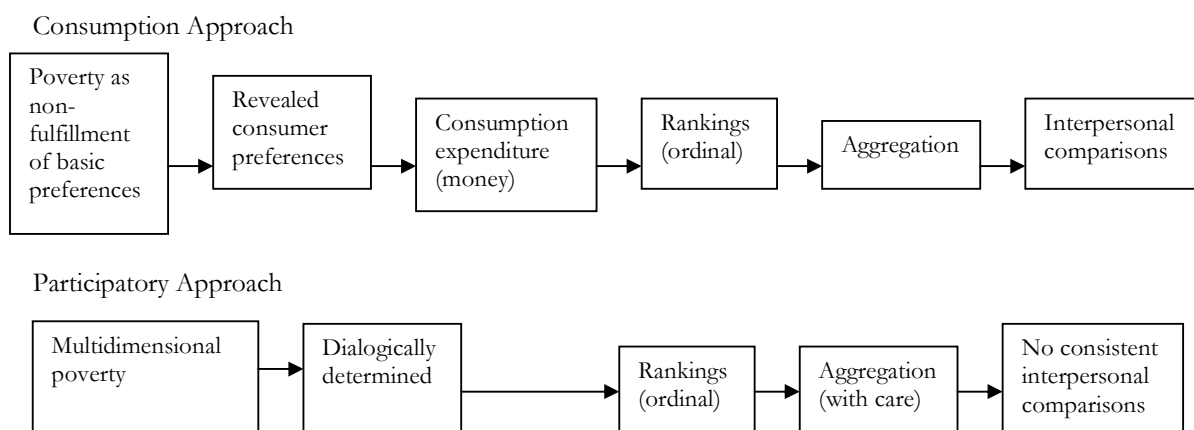 Consumption Approach
Poverty as
non-
fulfillment
of basic
preferences
Revealed
consumer
preferences
Consumption
expenditure
(money)
Rankings
(ordinal)
Aggregation
Interpersonal
comparisons
Participatory Approach
Multidimensional
poverty
Dialogically
determined
Rankings
(ordinal)
Aggregation
(with care)
No consistent
interpersonal
comparisons